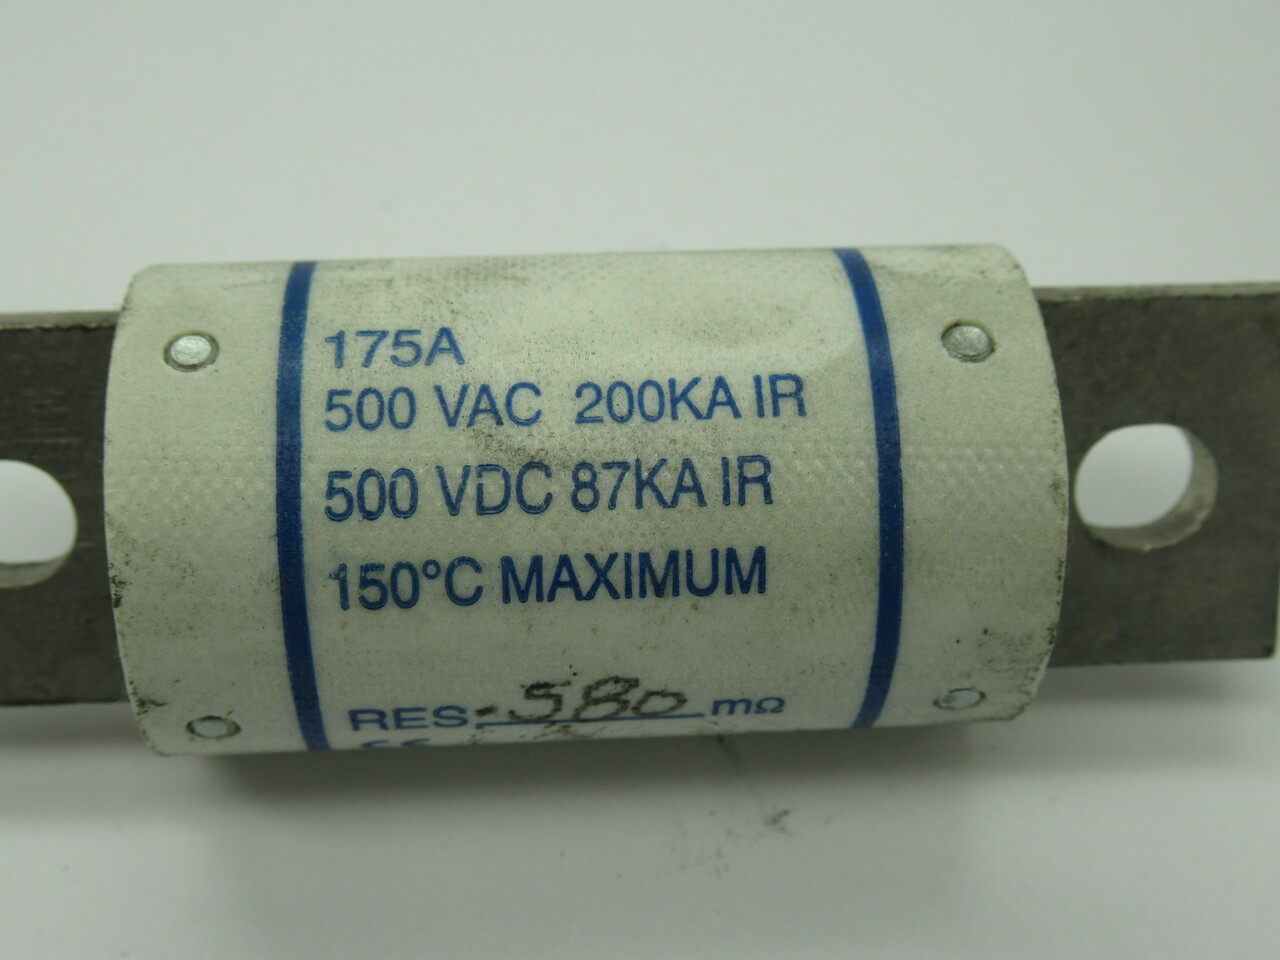 175A
500 VAC 200KA IR
500 VDC 87KA IR
150°C MAXIMUM
RES .580 mΩ